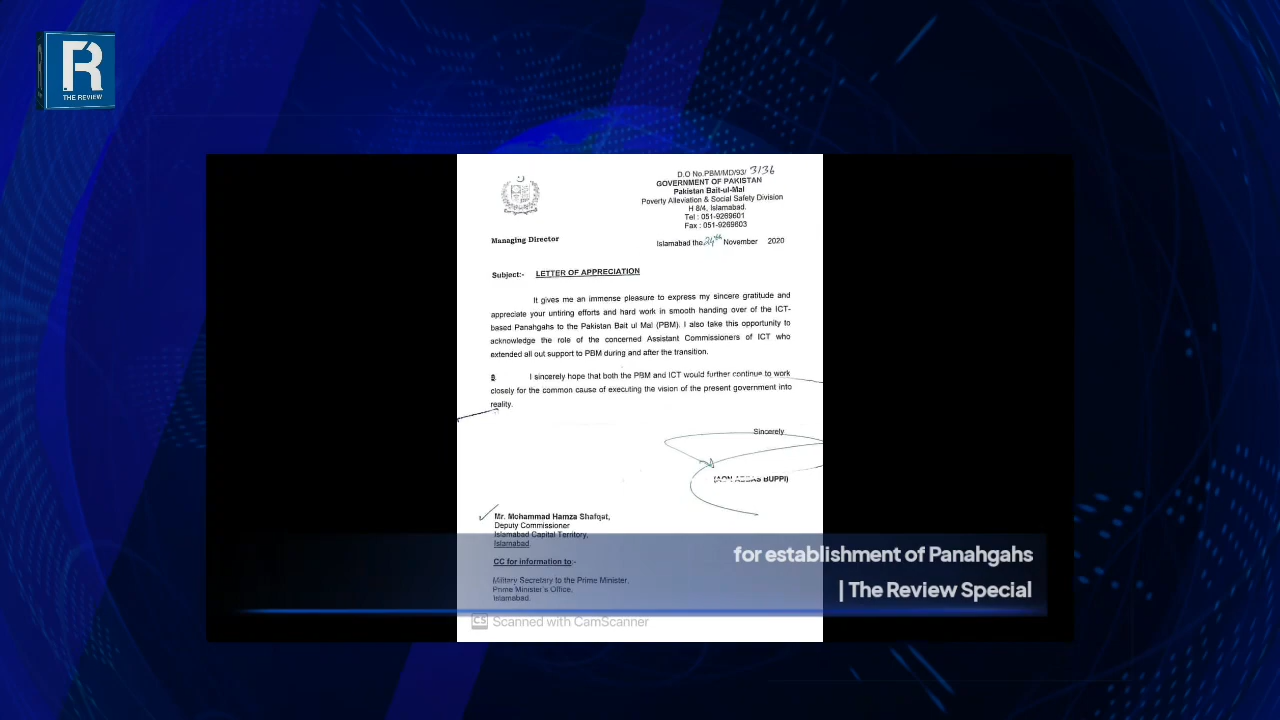 R
THE REVIEW
D.O No.PBM/MD/93/ 3136
GOVERNMENT OF PAKISTAN
Pakistan Bait-ul-Mal
Poverty Alleviation & Social Safety Division
H 8/4, Islamabad.
Tel : 051-9269601
Fax : 051-9269603
Managing Director
Islamabad the 24th November 2020
Subject:- LETTER OF APPRECIATION
It gives me an immense pleasure to express my sincere gratitude and
appreciate your untiring efforts and hard work in smooth handing over of the ICT-
based Panahgahs to the Pakistan Bait ul Mal (PBM). I also take this opportunity to
acknowledge the role of the concerned Assistant Commissioners of ICT who
extended all out support to PBM during and after the transition.
I sincerely hope that both the PBM and ICT would further continue to work
closely for the common cause of executing the vision of the present government into
reality.
Sincerely
(AON ABBAS BUPPI)
Mr. Mohammad Hamza Shafqat,
Deputy Commissioner
Islamabad Capital Territory,
Islamabad.
CC for information to:-
Military Secretary to the Prime Minister,
Prime Minister's Office.
Islamabad.
for establishment of Panahgahs
| The Review Special
CS Scanned with CamScanner